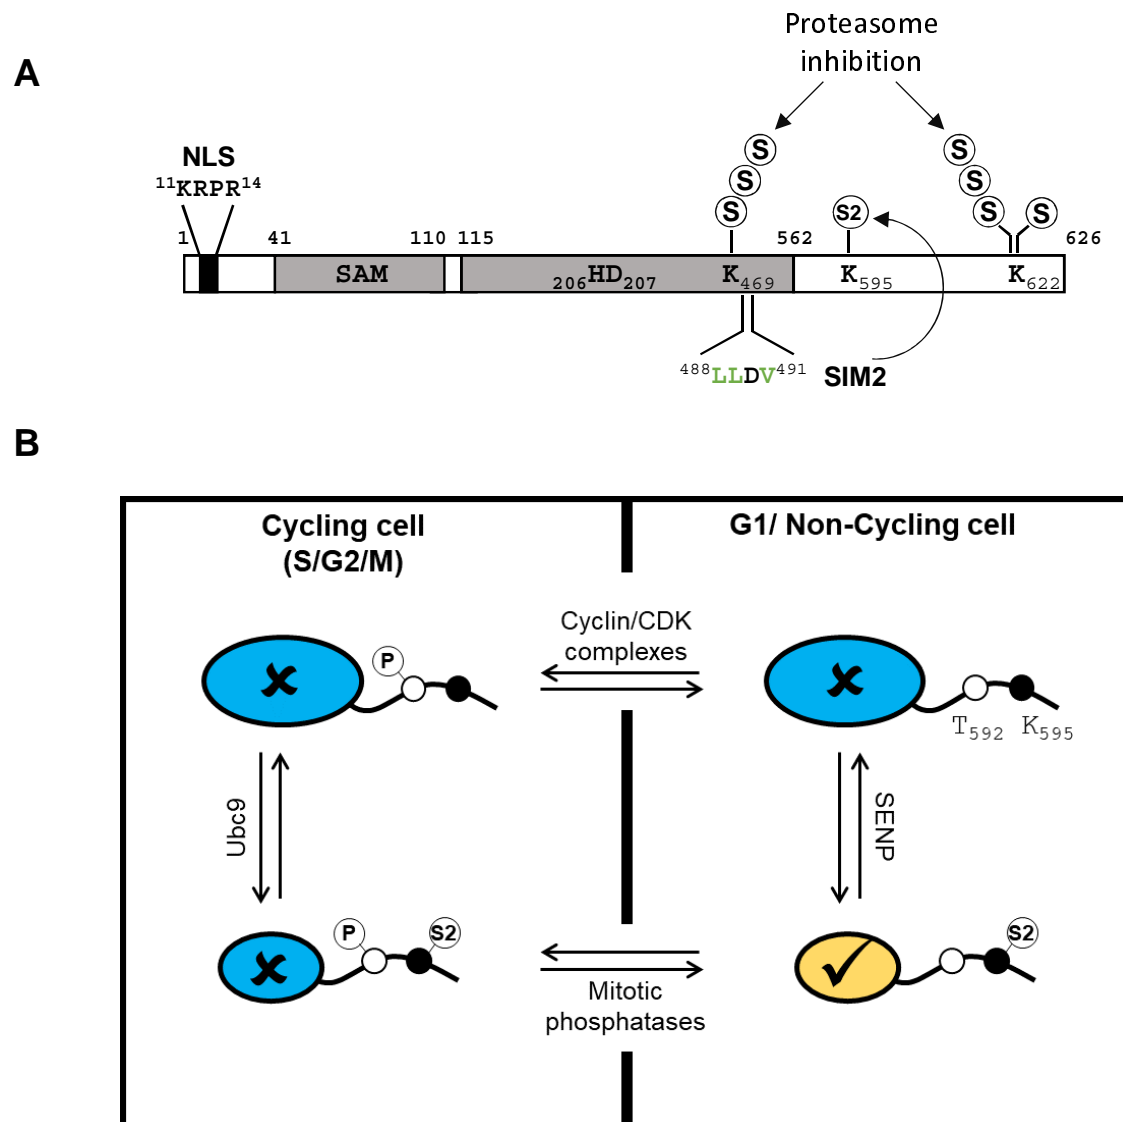 A
Proteasome
inhibition
NLS
11KRPR14
S S
S S
S S2 S S
1 41 110 115 562 626
SAM 206HD207 K469 K595 K622
488LLDV491 SIM2
B
Cycling cell
(S/G2/M)
G1/ Non-Cycling cell
Cyclin/CDK
complexes
P
T592 K595
Ubc9
SENP
P S2
S2
Mitotic
phosphatases